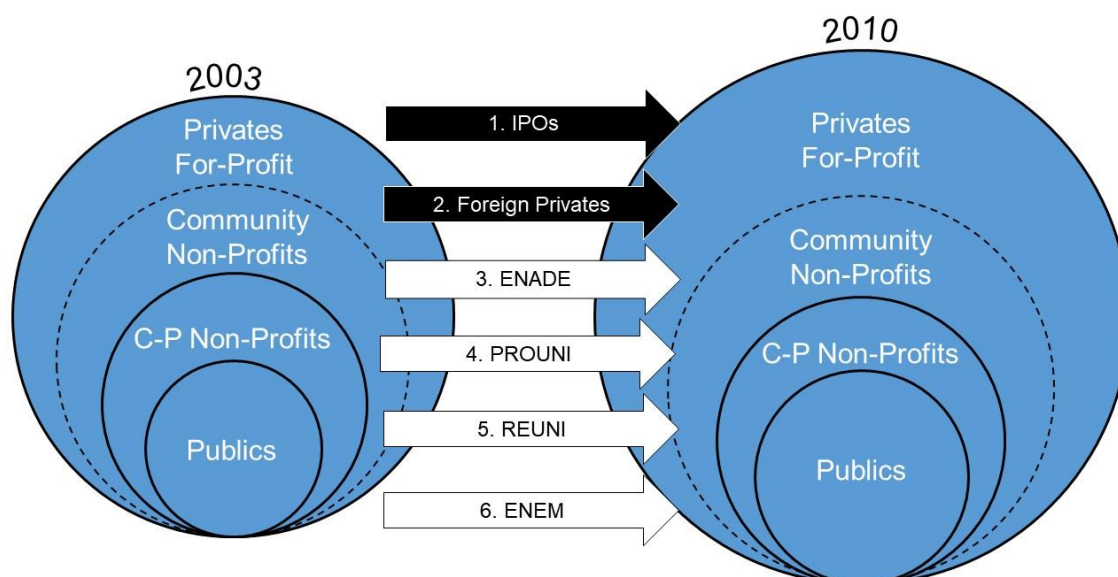 2003
Privates
For-Profit
Community
Non-Profits
C-P Non-Profits
Publics
1. IPOs
2. Foreign Privates
3. ENADE
4. PROUNI
5. REUNI
6. ENEM
2010
Privates
For-Profit
Community
Non-Profits
C-P Non-Profits
Publics